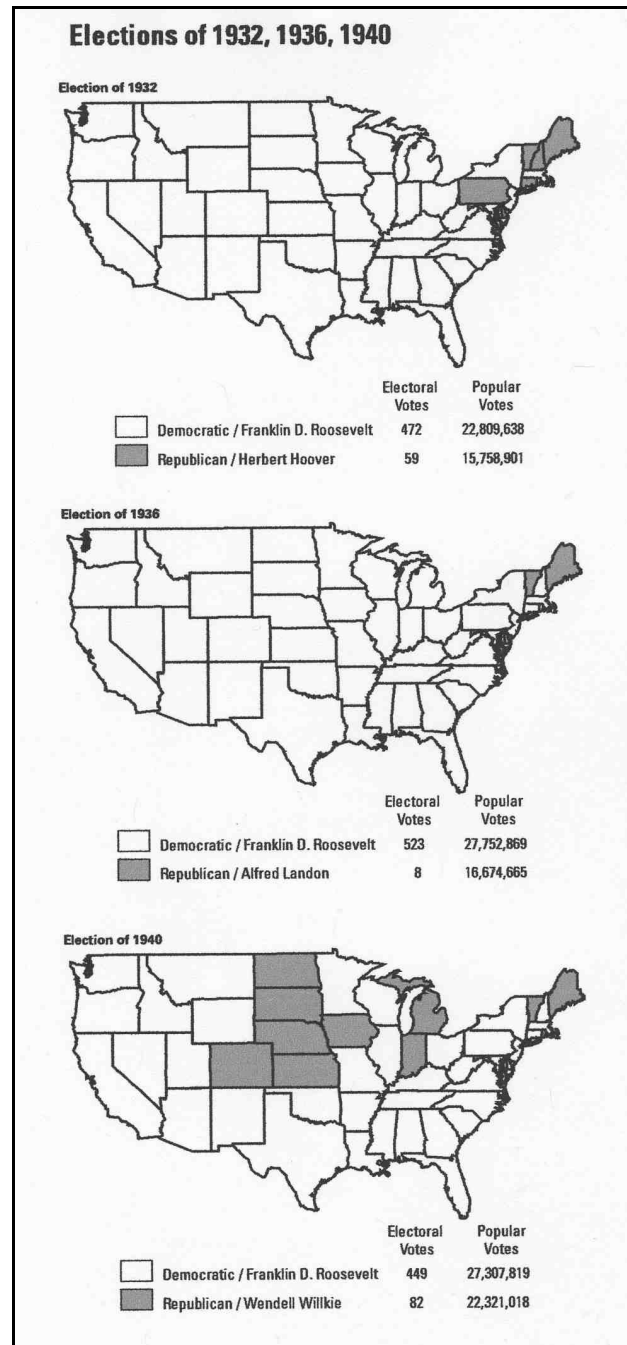 Elections of 1932, 1936, 1940
Election of 1932
Electoral Votes Popular Votes
Democratic / Franklin D. Roosevelt 472 22,809,638
Republican / Herbert Hoover 59 15,758,901
Election of 1936
Electoral Votes Popular Votes
Democratic / Franklin D. Roosevelt 523 27,752,869
Republican / Alfred Landon 8 16,674,665
Election of 1940
Electoral Votes Popular Votes
Democratic / Franklin D. Roosevelt 449 27,307,819
Republican / Wendell Willkie 82 22,321,018